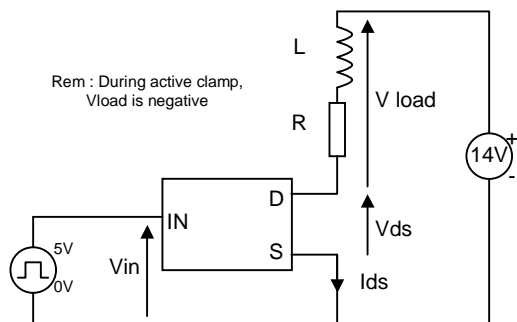 L
Rem : During active clamp,
Vload is negative
V load
R
14V
+
-
D
IN
Vds
S
5V
0V
Vin
Ids